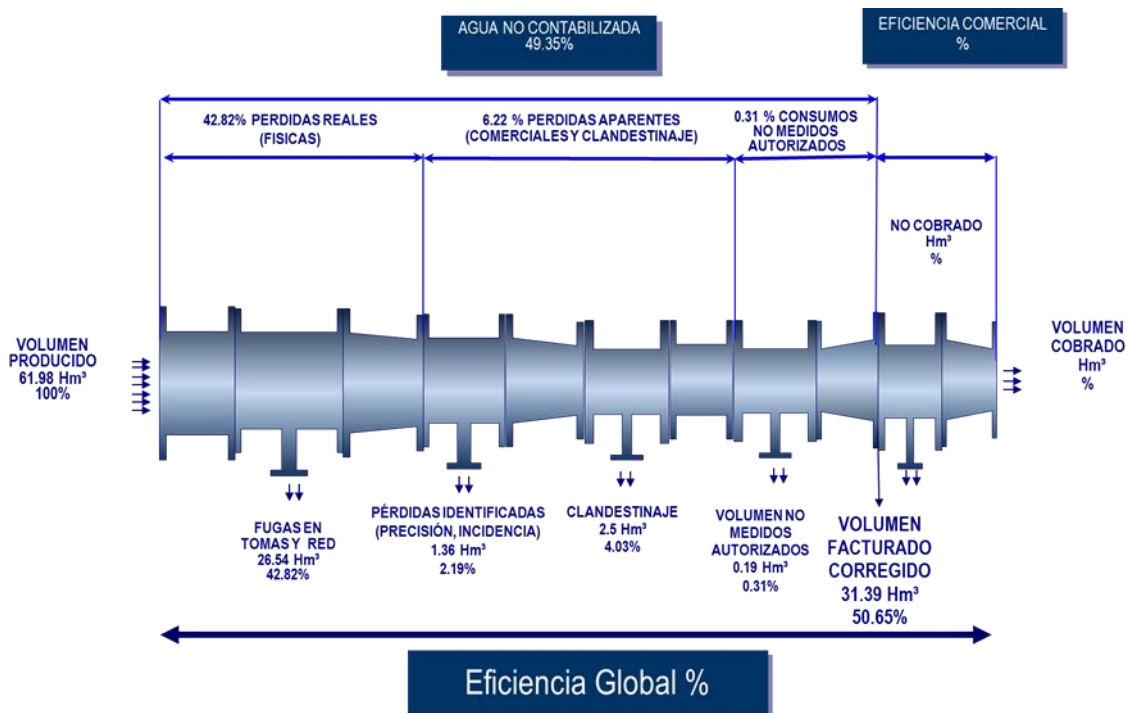 AGUA NO CONTABILIZADA
49.35%
EFICIENCIA COMERCIAL
%
42.82% PERDIDAS REALES
(FISICAS)
6.22 % PERDIDAS APARENTES
(COMERCIALES Y CLANDESTINAJE)
0.31 % CONSUMOS
NO MEDIDOS
AUTORIZADOS
NO COBRADO
Hm³
%
VOLUMEN
PRODUCIDO
61.98 Hm³
100%
VOLUMEN
COBRADO
Hm³
%
FUGAS EN
TOMAS Y RED
26.54 Hm³
42.82%
PÉRDIDAS IDENTIFICADAS
(PRECISIÓN, INCIDENCIA)
1.36 Hm³
2.19%
CLANDESTINAJE
2.5 Hm³
4.03%
VOLUMEN NO
MEDIDOS
AUTORIZADOS
0.19 Hm³
0.31%
VOLUMEN
FACTURADO
CORREGIDO
31.39 Hm³
50.65%
Eficiencia Global %